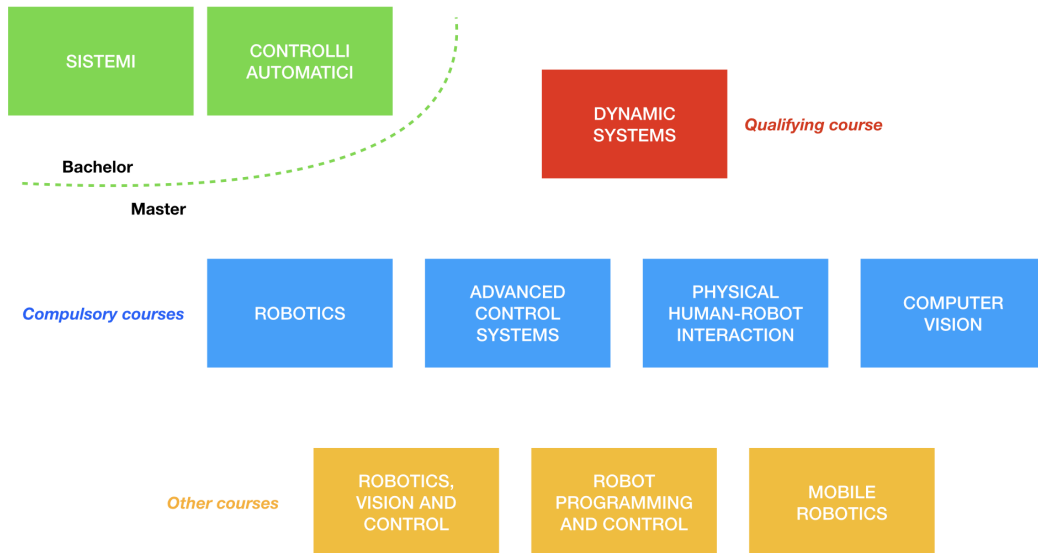 SISTEMI
CONTROLLI
AUTOMATICI
DYNAMIC
SYSTEMS
Qualifying course
Bachelor
Master
Compulsory courses
ROBOTICS
ADVANCED
CONTROL
SYSTEMS
PHYSICAL
HUMAN-ROBOT
INTERACTION
COMPUTER
VISION
Other courses
ROBOTICS,
VISION AND
CONTROL
ROBOT
PROGRAMMING
AND CONTROL
MOBILE
ROBOTICS